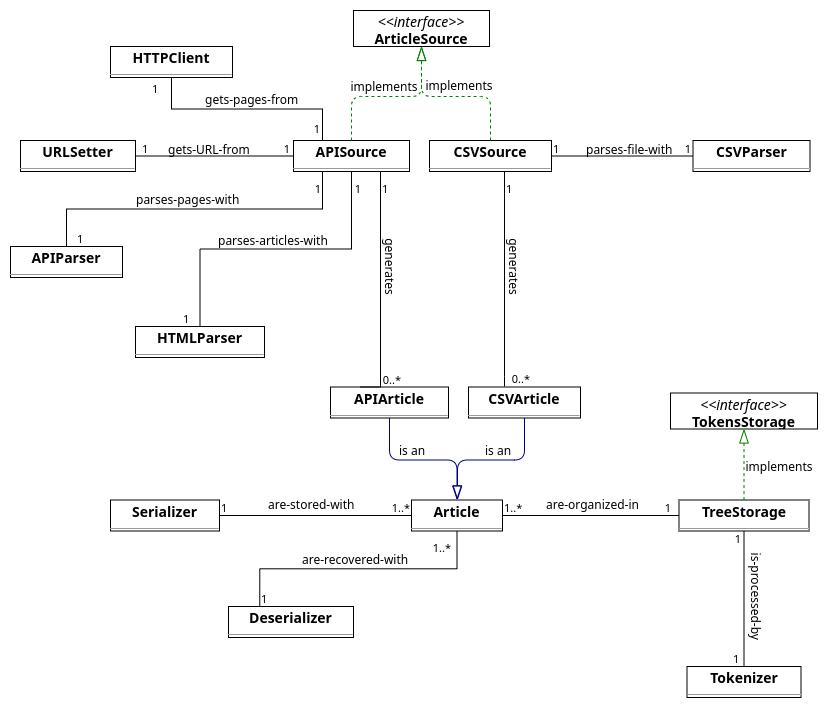 <<interface>>
ArticleSource
HTTPClient
1
gets-pages-from
implements
implements
1
URLSetter
1
gets-URL-from
1
APISource
CSVSource
1
parses-file-with
1
CSVParser
parses-pages-with
1
1
1
1
1
parses-articles-with
APIParser
generates
generates
1
HTMLParser
0..*
0..*
APIArticle
CSVArticle
<<interface>>
TokensStorage
is an
is an
implements
Serializer
1
are-stored-with
1..*
Article
1..*
are-organized-in
1
TreeStorage
1..*
1
are-recovered-with
is-processed-by
1
Deserializer
1
Tokenizer